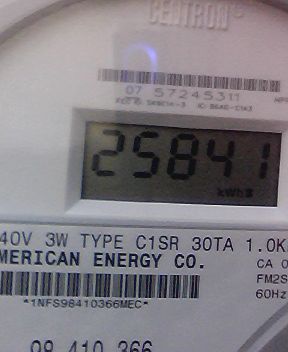 CENTRON®
07 57245311
25841
kWh
40V 3W TYPE C1SR 30TA 1.0K
MERICAN ENERGY CO.
CA 0
FM2S
60Hz
*1NFS98410366MEC*
98 410 366